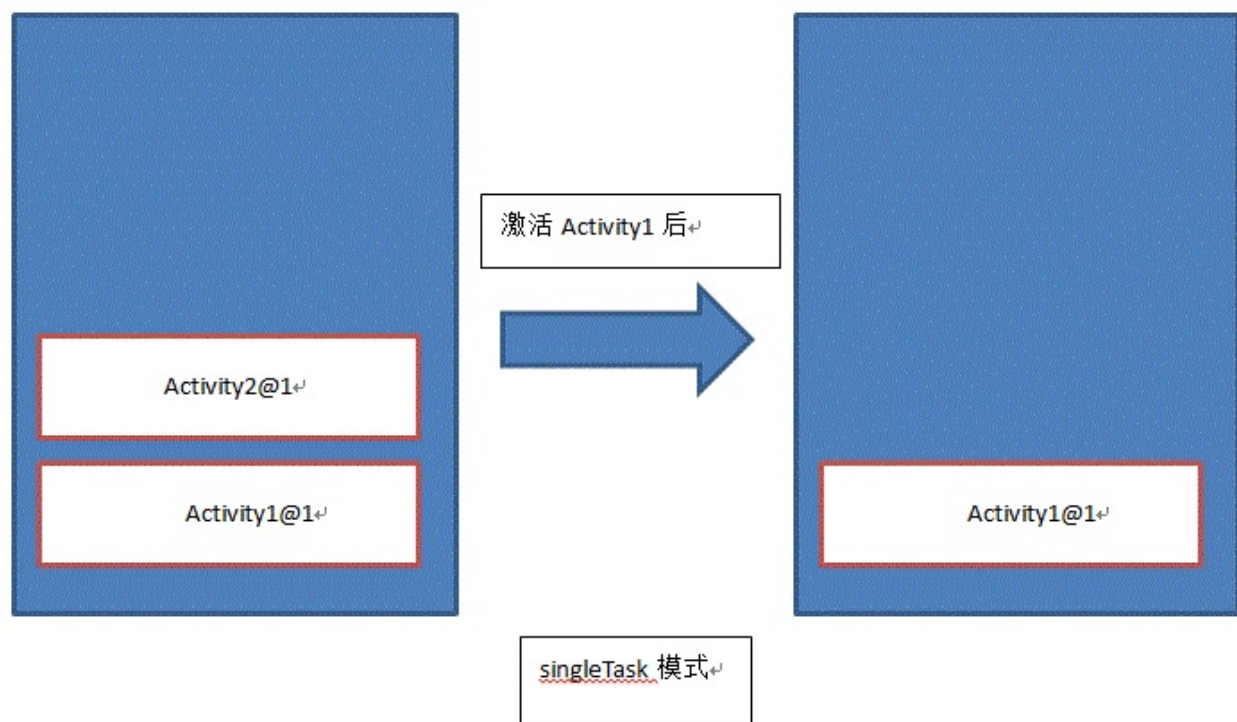 激活 Activity1 后↵
Activity2@1↵
Activity1@1↵
Activity1@1↵
singleTask 模式↵